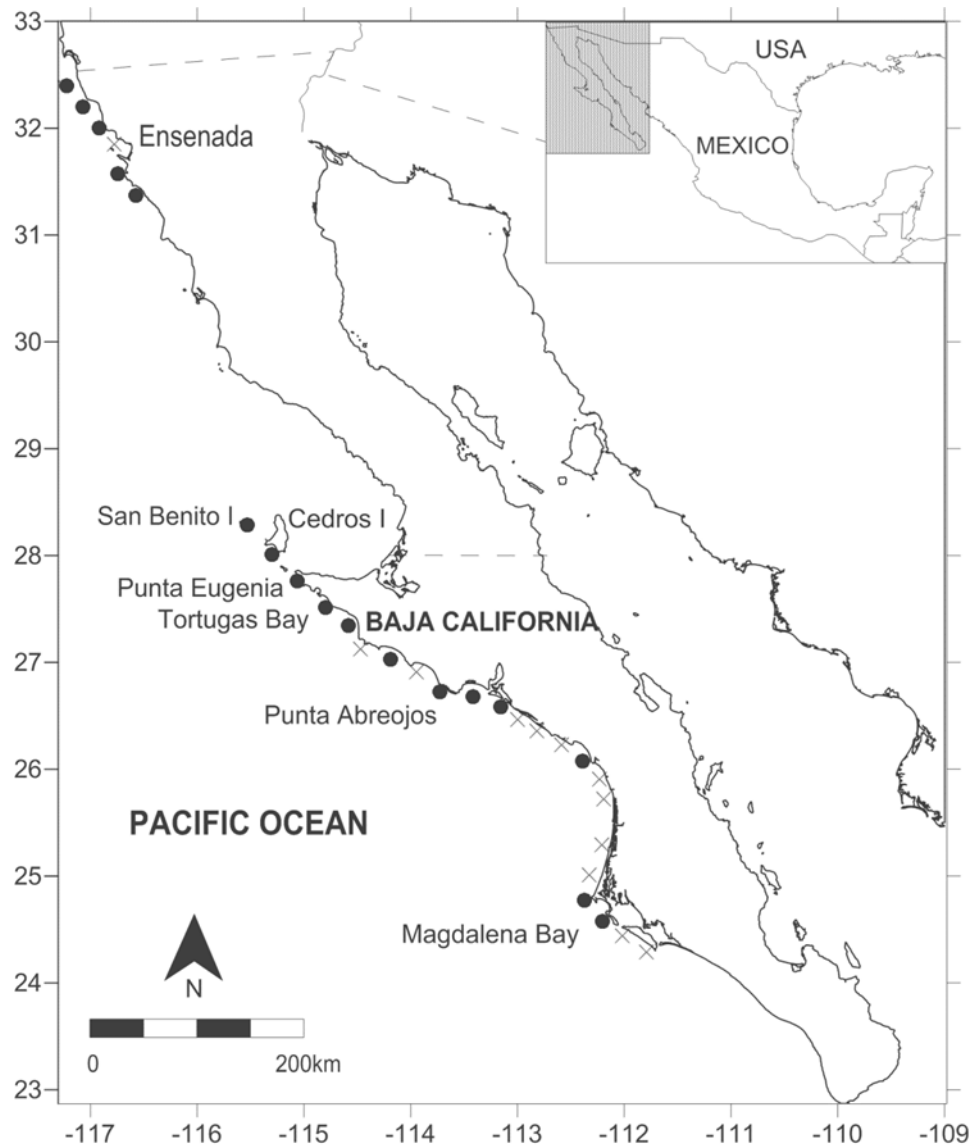 33
USA
32
Ensenada
MEXICO
31
30
29
San Benito I
Cedros I
28
Punta Eugenia
Tortugas Bay
BAJA CALIFORNIA
27
Punta Abreojos
26
PACIFIC OCEAN
25
Magdalena Bay
24
N
0
200km
23
-117 -116 -115 -114 -113 -112 -111 -110 -109